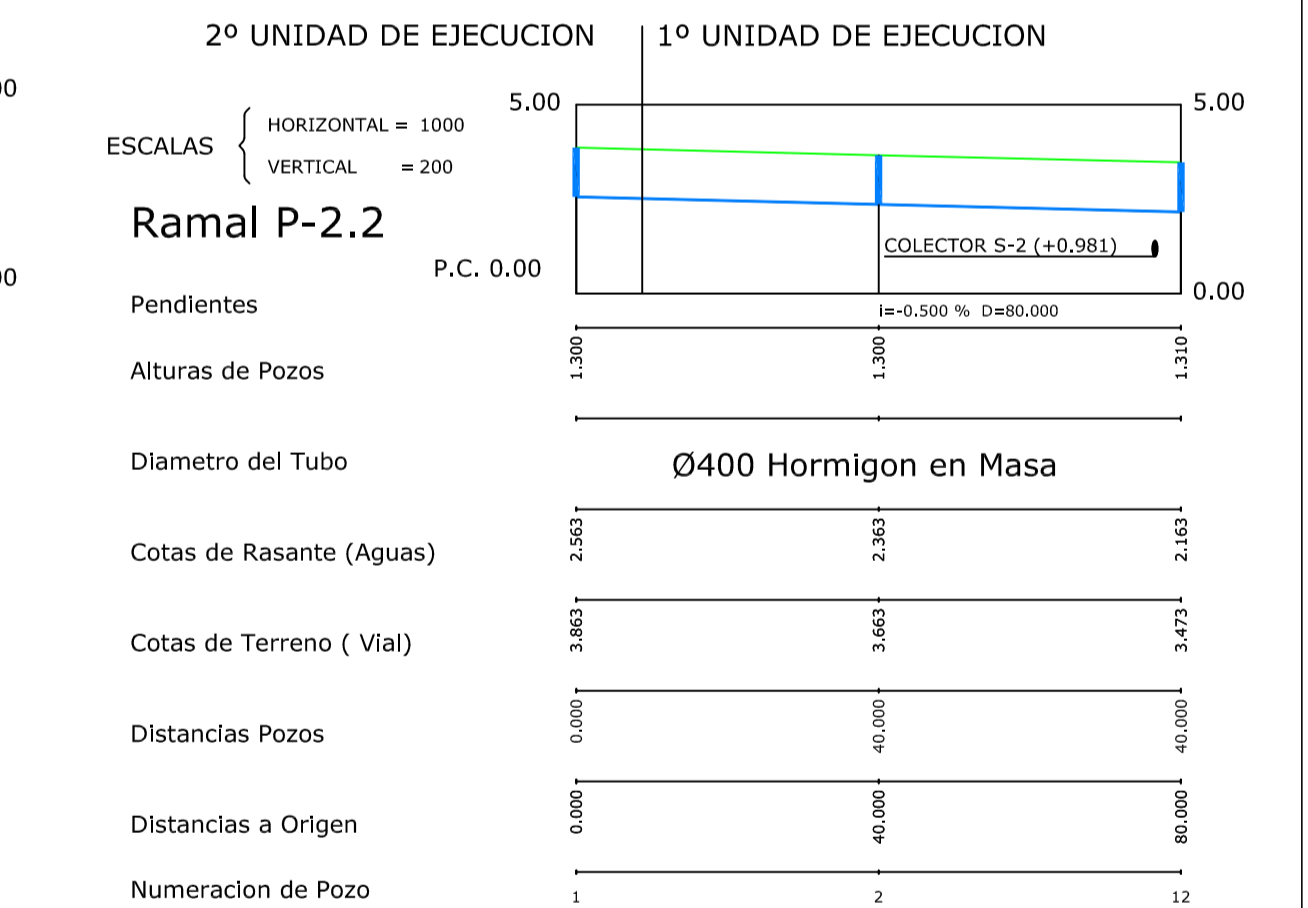 2º UNIDAD DE EJECUCION 1º UNIDAD DE EJECUCION
00
5.00 5.00
ESCALAS
HORIZONTAL = 1000
VERTICAL = 200
Ramal P-2.2
COLECTOR S-2 (+0.981)
00
P.C. 0.00 0.00
Pendientes i=-0.500 % D=80.000
Alturas de Pozos 1.300 1.300 1.310
Diametro del Tubo Ø400 Hormigon en Masa
Cotas de Rasante (Aguas) 2.563 2.363 2.163
Cotas de Terreno ( Vial) 3.863 3.663 3.473
Distancias Pozos 0.000 40.000 40.000
Distancias a Origen 0.000 40.000 80.000
Numeracion de Pozo 1 2 12